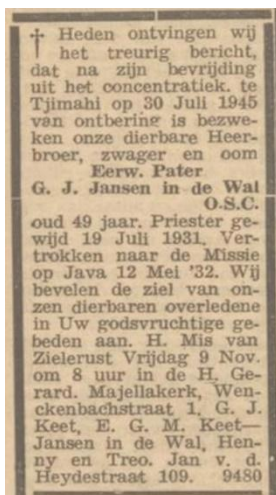 † Heden ontvingen wij
het treurig bericht,
dat na zijn bevrijding
uit het concentratiek. te
Tjimahi op 30 Juli 1945
van ontbering is bezwe-
ken onze dierbare Heer-
broer, zwager en oom
Eerw. Pater
G. J. Jansen in de Wal
O.S.C.
oud 49 jaar. Priester ge-
wijd 19 Juli 1931. Ver-
trokken naar de Missie
op Java 12 Mei '32. Wij
bevelen de ziel van on-
zen dierbaren overledene
in Uw godsvruchtige ge-
beden aan. H. Mis van
Zielerust Vrijdag 9 Nov.
om 8 uur in de H. Ge-
rard. Majellakerk, Wen-
ckenbachstraat 1. G. J.
Keet, E. G. M. Keet—
Jansen in de Wal, Hen-
ny en Treo. Jan v. d.
Heydestraat 109. 9480